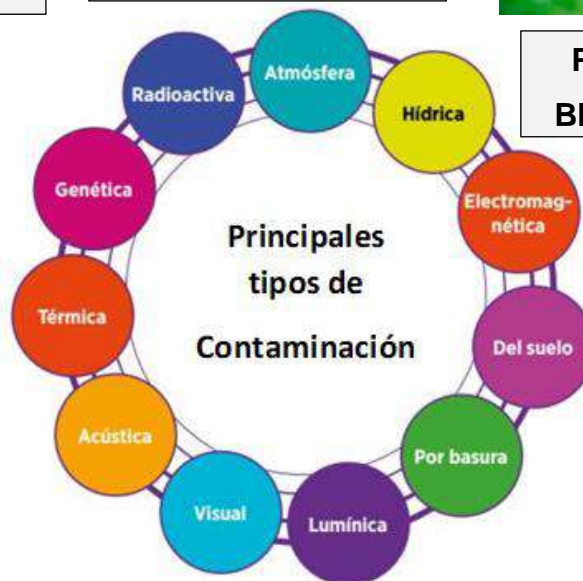 Atmósfera
Hídrica
Electromag-
nética
Del suelo
Por basura
Lumínica
Visual
Acústica
Térmica
Genética
Radioactiva
Principales
tipos de
Contaminación